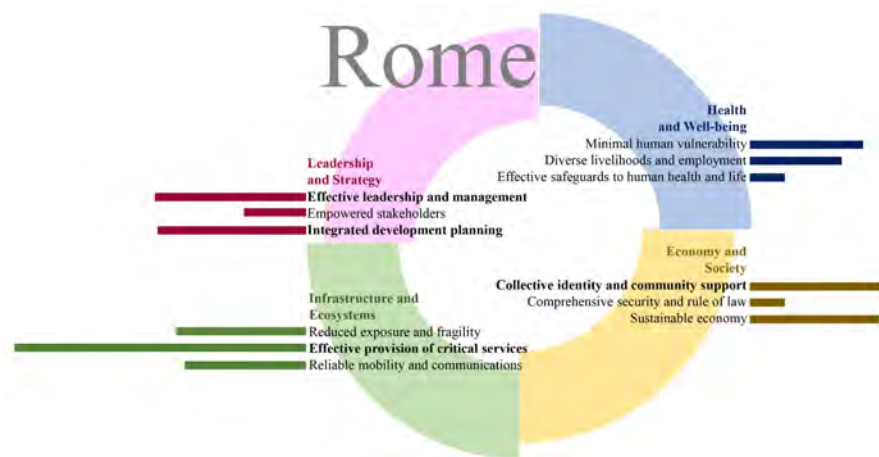 Rome
Health
and Well-being
Minimal human vulnerability
Diverse livelihoods and employment
Effective safeguards to human health and life
Leadership
and Strategy
Effective leadership and management
Empowered stakeholders
Integrated development planning
Economy and
Society
Collective identity and community support
Comprehensive security and rule of law
Sustainable economy
Infrastructure and
Ecosystems
Reduced exposure and fragility
Effective provision of critical services
Reliable mobility and communications